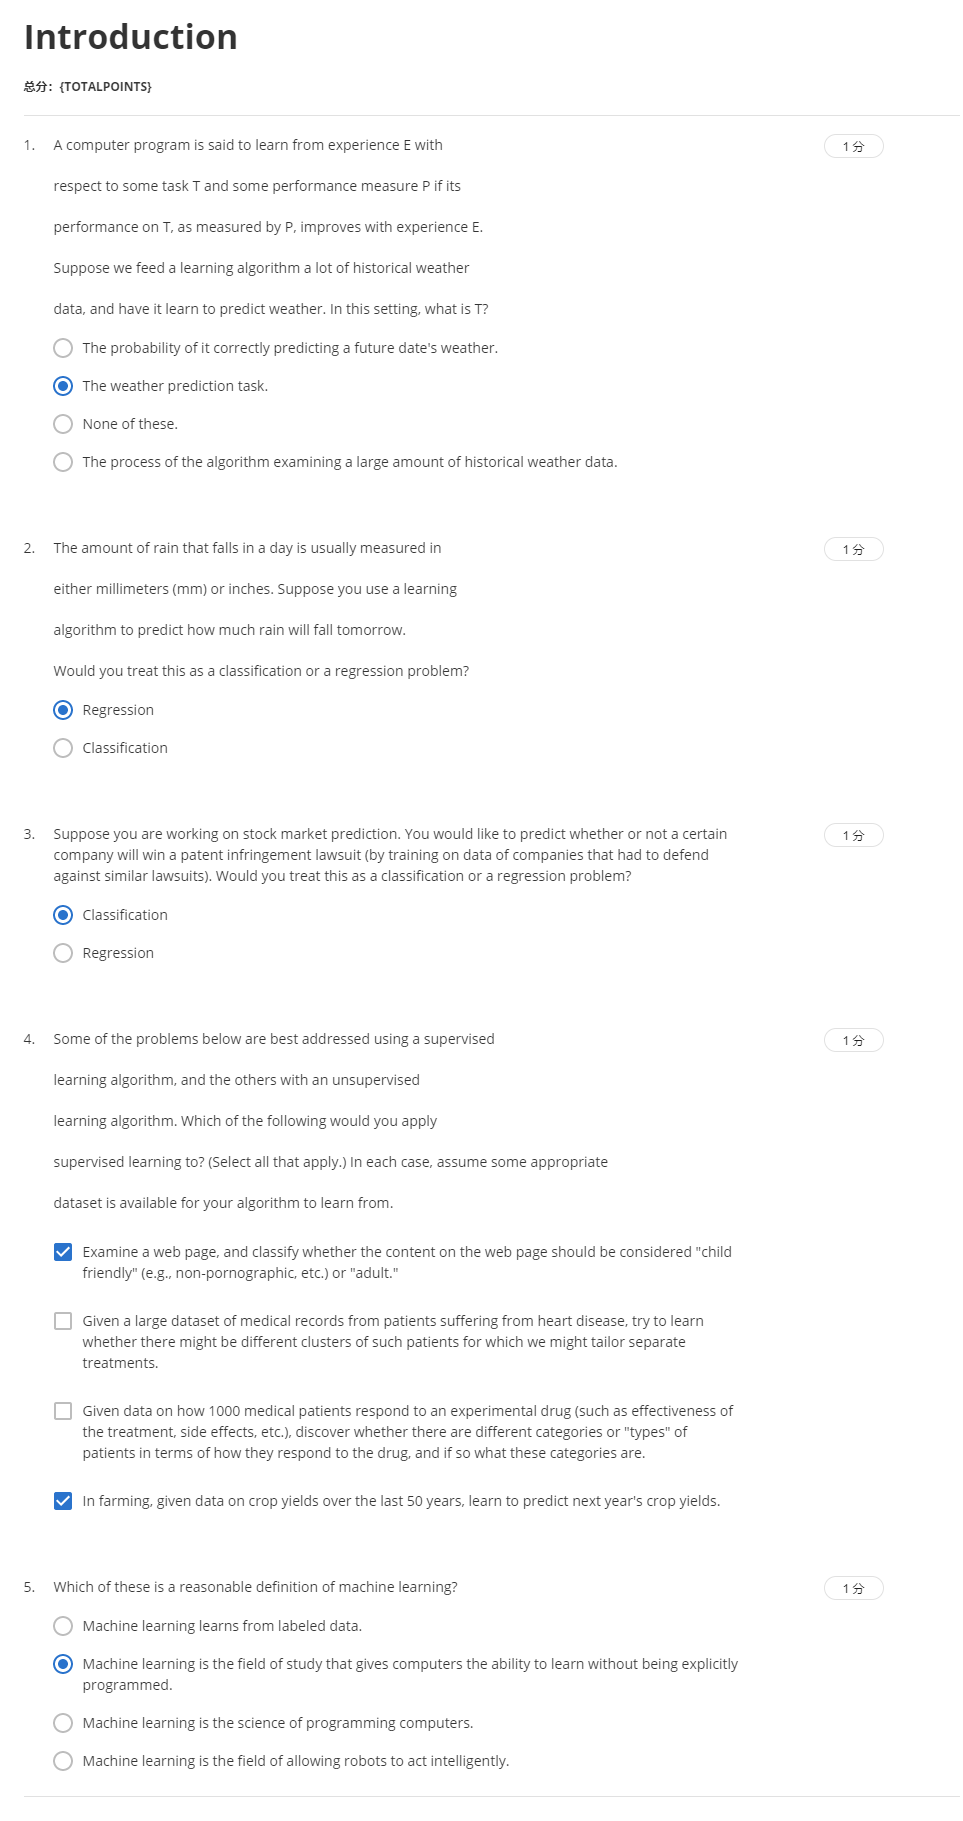 Introduction
总分：{TOTALPOINTS}
1. A computer program is said to learn from experience E with
1 分
respect to some task T and some performance measure P if its
performance on T, as measured by P, improves with experience E.
Suppose we feed a learning algorithm a lot of historical weather
data, and have it learn to predict weather. In this setting, what is T?
The probability of it correctly predicting a future date's weather.
The weather prediction task.
None of these.
The process of the algorithm examining a large amount of historical weather data.
2. The amount of rain that falls in a day is usually measured in
1 分
either millimeters (mm) or inches. Suppose you use a learning
algorithm to predict how much rain will fall tomorrow.
Would you treat this as a classification or a regression problem?
Regression
Classification
3. Suppose you are working on stock market prediction. You would like to predict whether or not a certain
1 分
company will win a patent infringement lawsuit (by training on data of companies that had to defend
against similar lawsuits). Would you treat this as a classification or a regression problem?
Classification
Regression
4. Some of the problems below are best addressed using a supervised
1 分
learning algorithm, and the others with an unsupervised
learning algorithm. Which of the following would you apply
supervised learning to? (Select all that apply.) In each case, assume some appropriate
dataset is available for your algorithm to learn from.
Examine a web page, and classify whether the content on the web page should be considered "child
friendly" (e.g., non-pornographic, etc.) or "adult."
Given a large dataset of medical records from patients suffering from heart disease, try to learn
whether there might be different clusters of such patients for which we might tailor separate
treatments.
Given data on how 1000 medical patients respond to an experimental drug (such as effectiveness of
the treatment, side effects, etc.), discover whether there are different categories or "types" of
patients in terms of how they respond to the drug, and if so what these categories are.
In farming, given data on crop yields over the last 50 years, learn to predict next year's crop yields.
5. Which of these is a reasonable definition of machine learning?
1 分
Machine learning learns from labeled data.
Machine learning is the field of study that gives computers the ability to learn without being explicitly
programmed.
Machine learning is the science of programming computers.
Machine learning is the field of allowing robots to act intelligently.